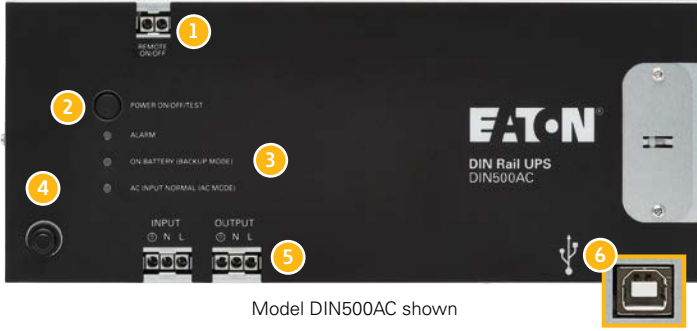 1
REMOTE
ON/OFF
2
POWER ON/OFF/TEST
ALARM
3
ON BATTERY (BACKUP MODE)
4
AC INPUT NORMAL (AC MODE)
EATON®
DIN Rail UPS
DIN500AC
INPUT
N L
OUTPUT
N L
5
6
Model DIN500AC shown